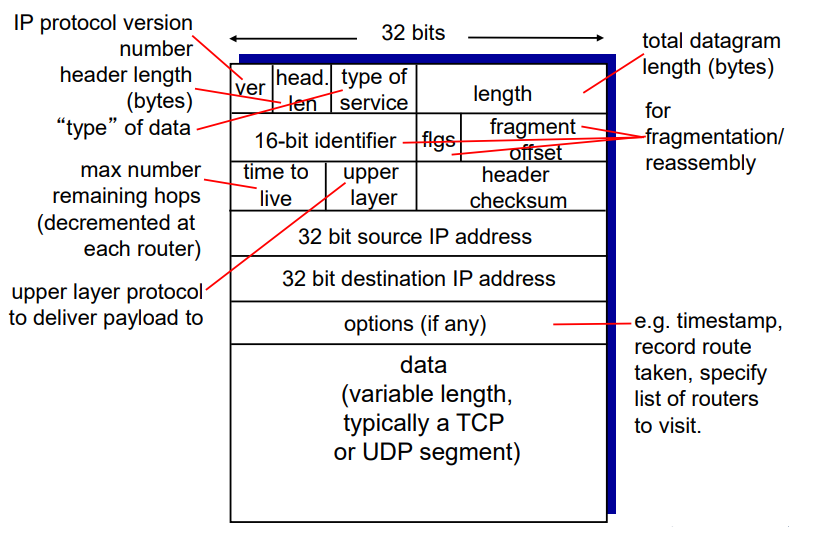 IP protocol version
number
header length
(bytes)
“type” of data
max number
remaining hops
(decremented at
each router)
upper layer protocol
to deliver payload to
32 bits
ver
head.
len
type of
service
length
16-bit identifier
flgs
fragment
offset
time to
live
upper
layer
header
checksum
32 bit source IP address
32 bit destination IP address
options (if any)
data
(variable length,
typically a TCP
or UDP segment)
total datagram
length (bytes)
for
fragmentation/
reassembly
e.g. timestamp,
record route
taken, specify
list of routers
to visit.